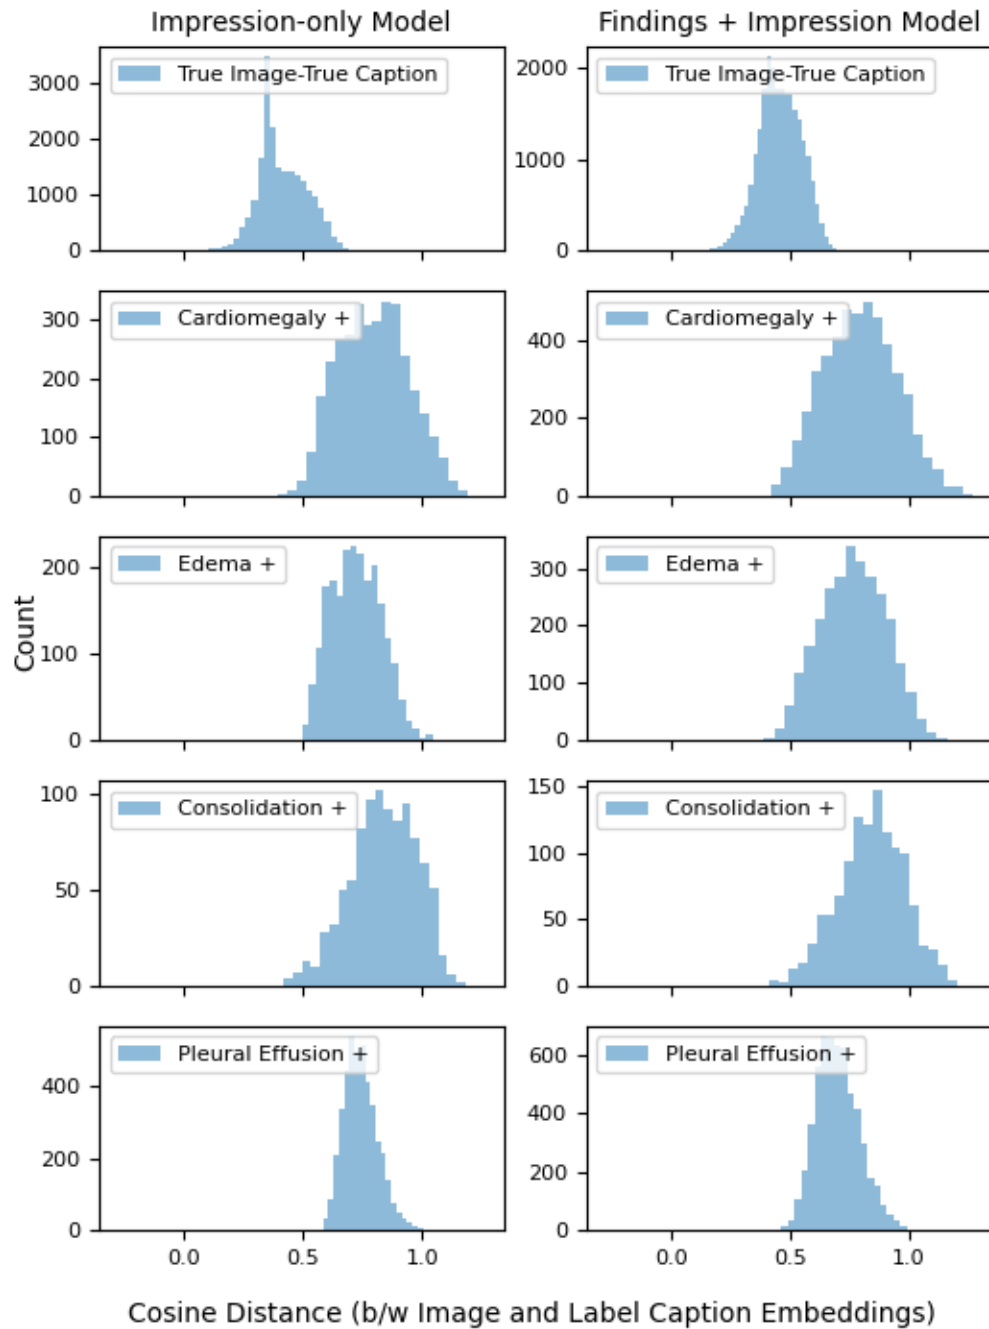 Impression-only Model
Findings + Impression Model
True Image-True Caption
True Image-True Caption
3000
2000
1000
0
2000
1000
0
Cardiomegaly +
Cardiomegaly +
300
200
100
0
400
200
0
Edema +
Edema +
200
100
0
300
200
100
0
Count
Consolidation +
Consolidation +
100
50
0
150
100
50
0
Pleural Effusion +
Pleural Effusion +
400
200
0
600
400
200
0
0.0 0.5 1.0
0.0 0.5 1.0
Cosine Distance (b/w Image and Label Caption Embeddings)